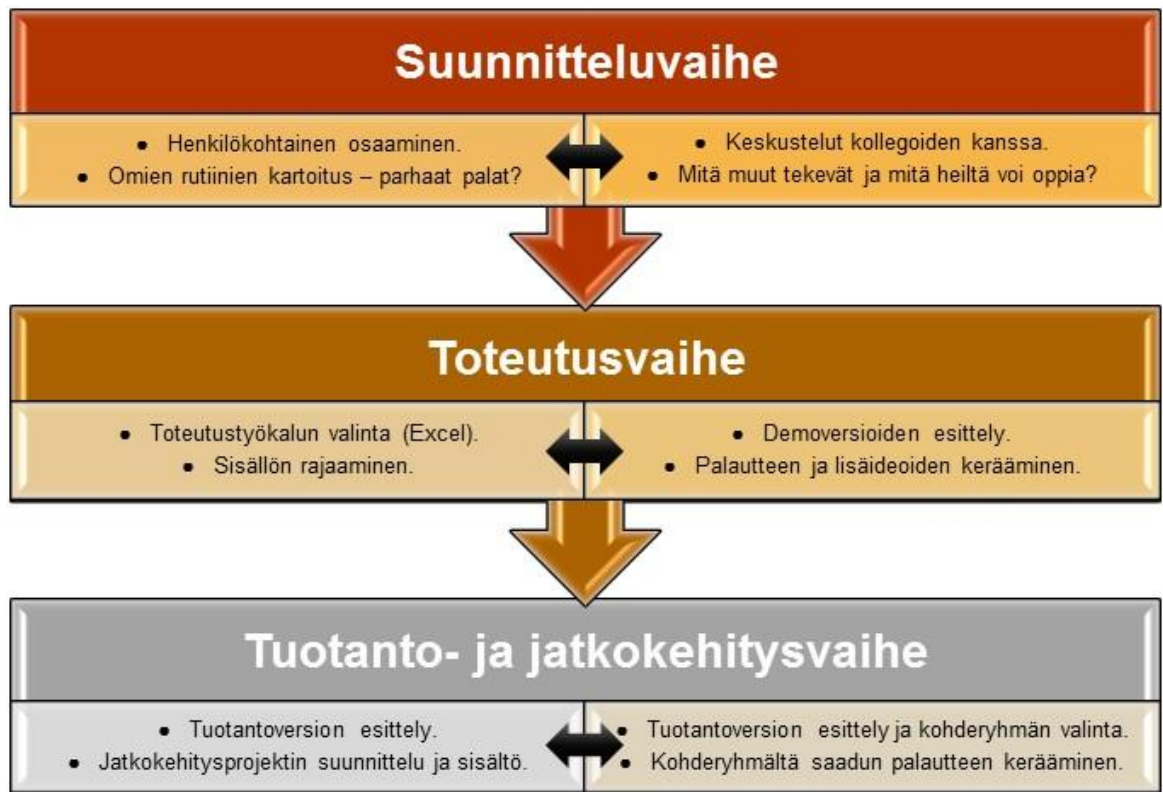 Suunnitteluvaihe
• Henkilökohtainen osaaminen.
• Omien rutiinien kartoitus – parhaat palat?
• Keskustelut kollegoiden kanssa.
• Mitä muut tekevät ja mitä heiltä voi oppia?
Toteutusvaihe
• Toteutustyökalun valinta (Excel).
• Sisällön rajaaminen.
• Demoversioiden esittely.
• Palautteen ja lisäideoiden kerääminen.
Tuotanto- ja jatkokehitysvaihe
• Tuotantoversion esittely.
• Jatkokehitysprojektin suunnittelu ja sisältö.
• Tuotantoversion esittely ja kohderyhmän valinta.
• Kohderyhmältä saadun palautteen kerääminen.